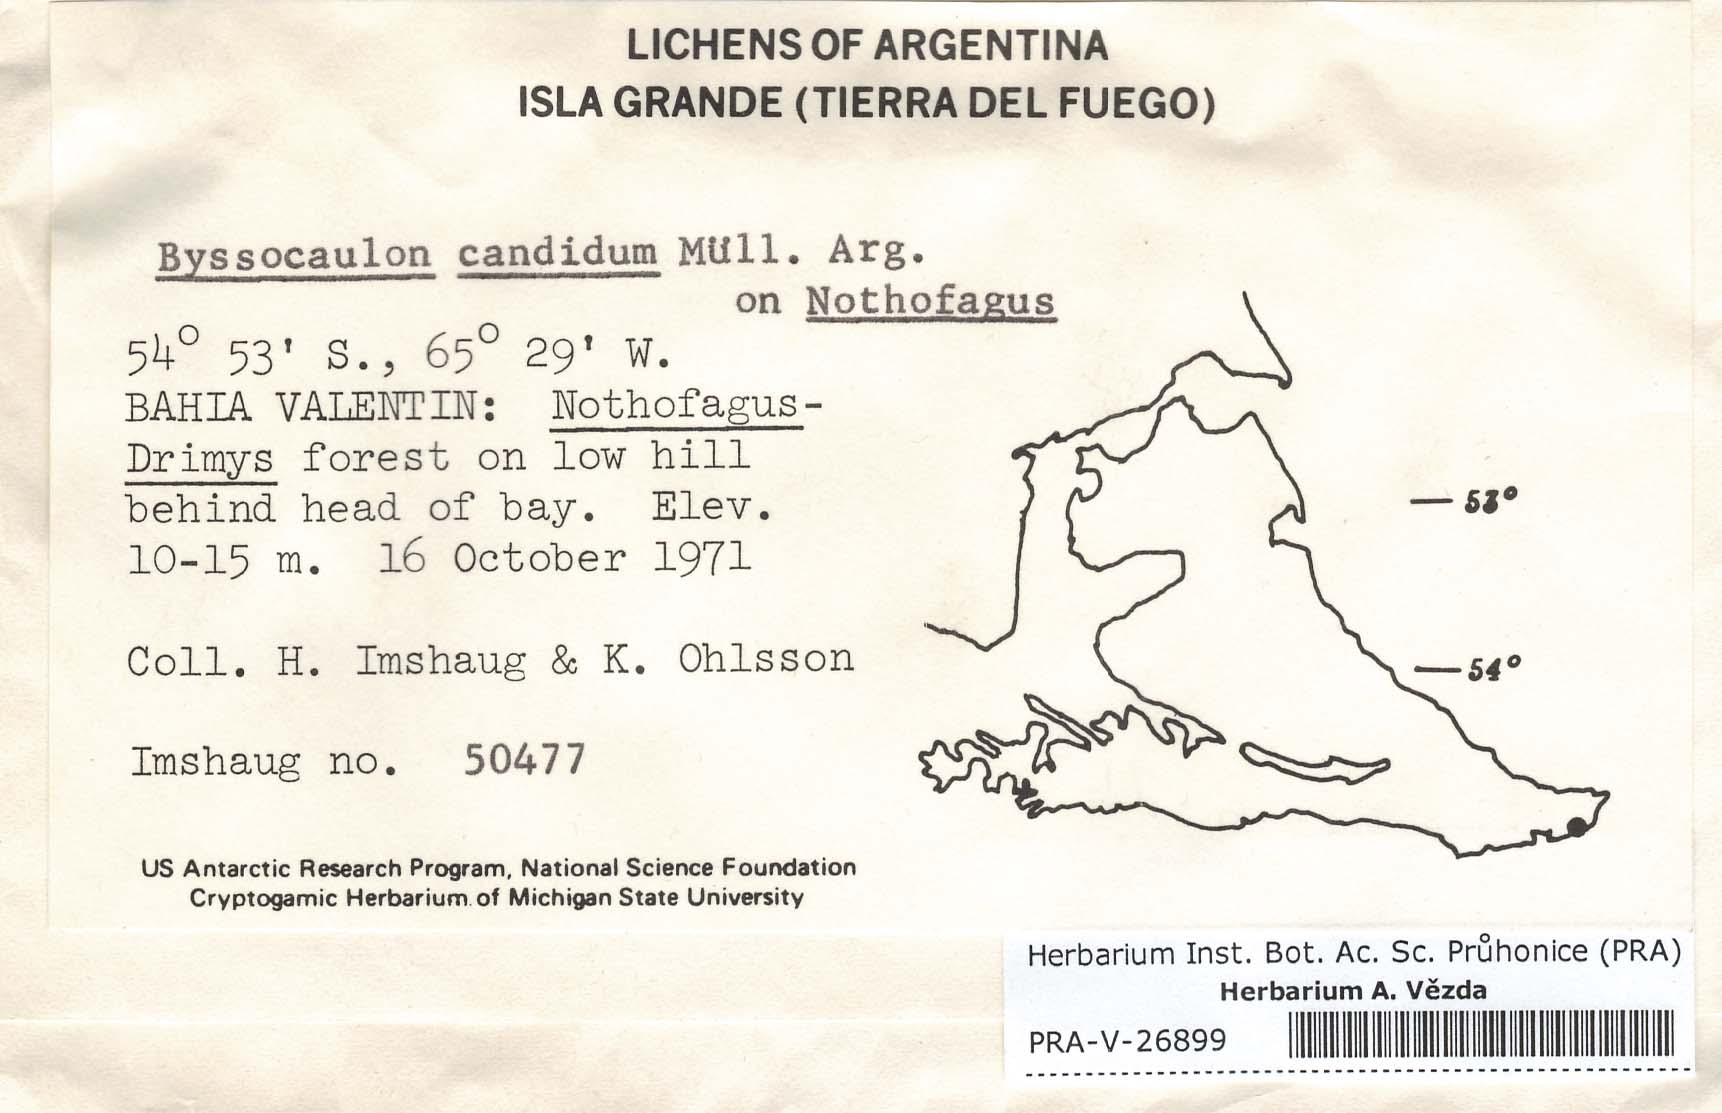 LICHENS OF ARGENTINA
ISLA GRANDE (TIERRA DEL FUEGO)
Byssocaulon candidum Müll. Arg.
on Nothofagus
54° 53' S., 65° 29' W.
BAHIA VALENTIN: Nothofagus-
Drimys forest on low hill
behind head of bay. Elev.
10-15 m. 16 October 1971
Coll. H. Imshaug & K. Ohlsson
Imshaug no. 50477
US Antarctic Research Program, National Science Foundation
Cryptogamic Herbarium of Michigan State University
53°
54°
Herbarium Inst. Bot. Ac. Sc. Průhonice (PRA)
Herbarium A. Vězda
PRA-V-26899